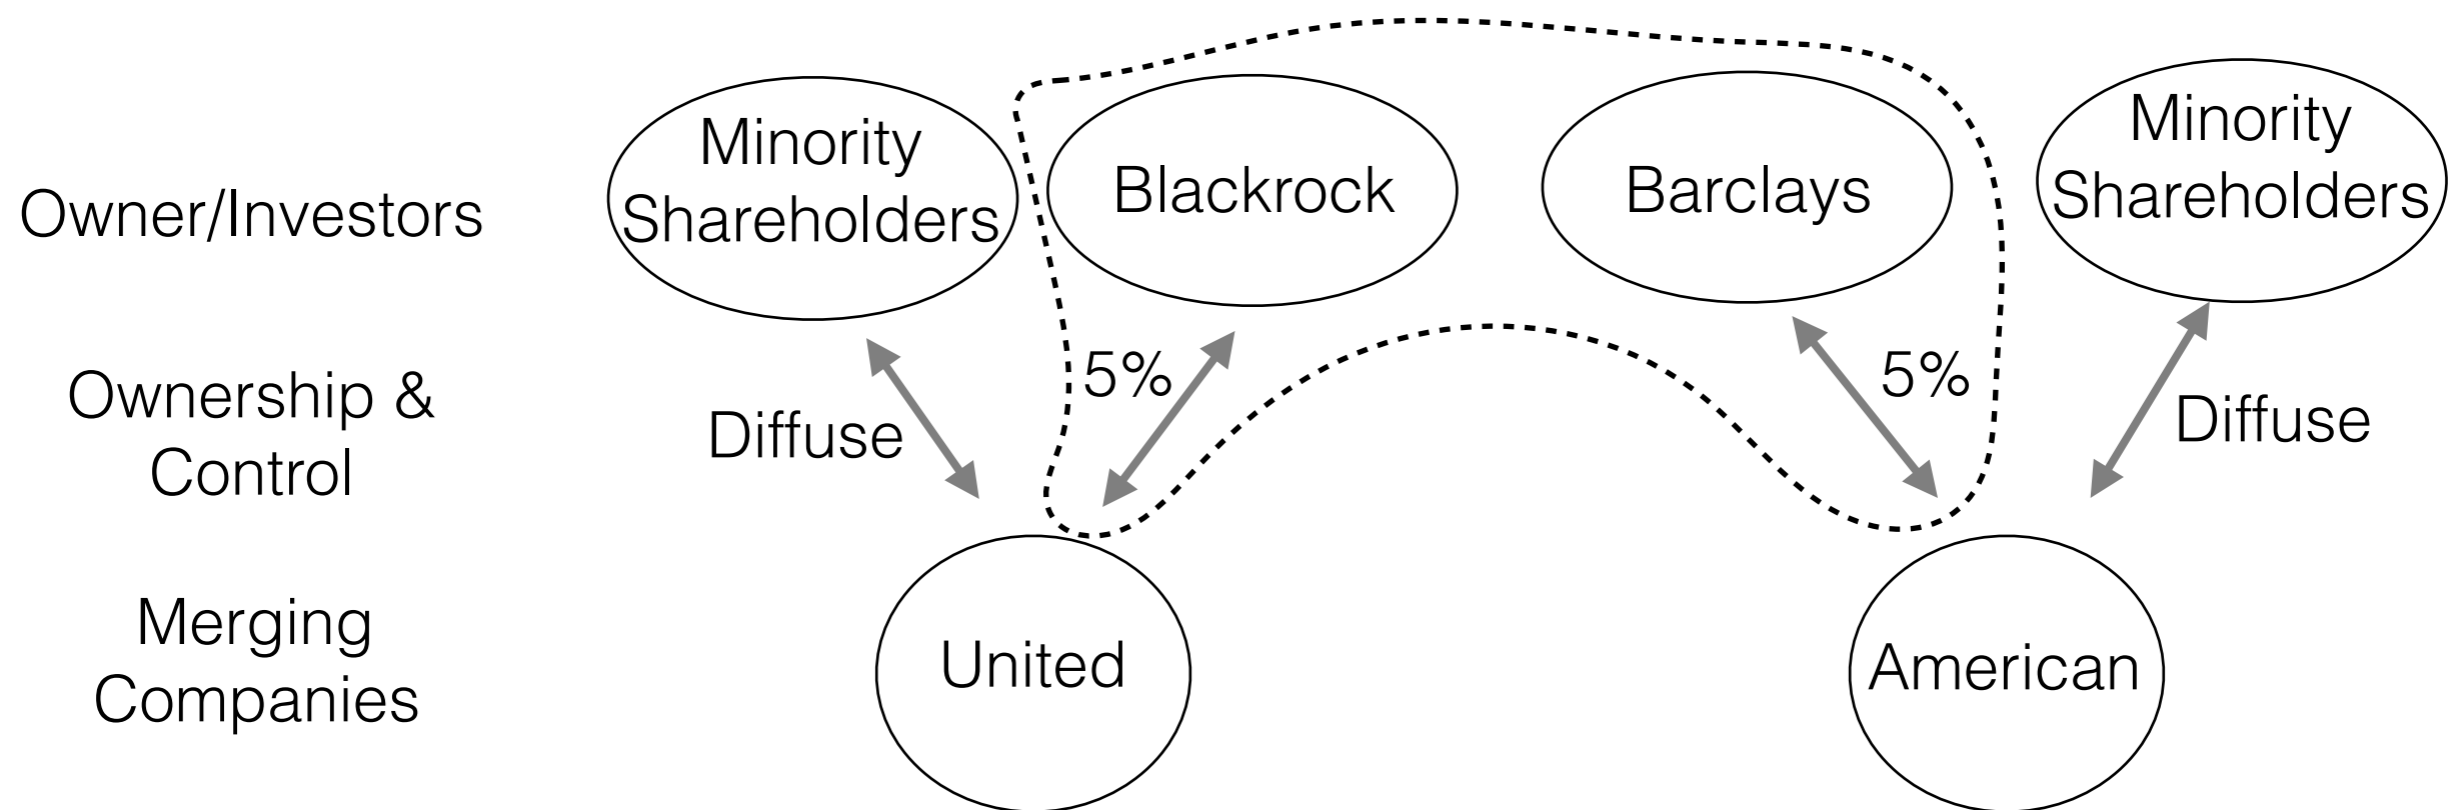 Owner/Investors
Minority
Shareholders
Blackrock
Barclays
Minority
Shareholders
Ownership &
Control
Diffuse
5%
5%
Diffuse
Merging
Companies
United
American